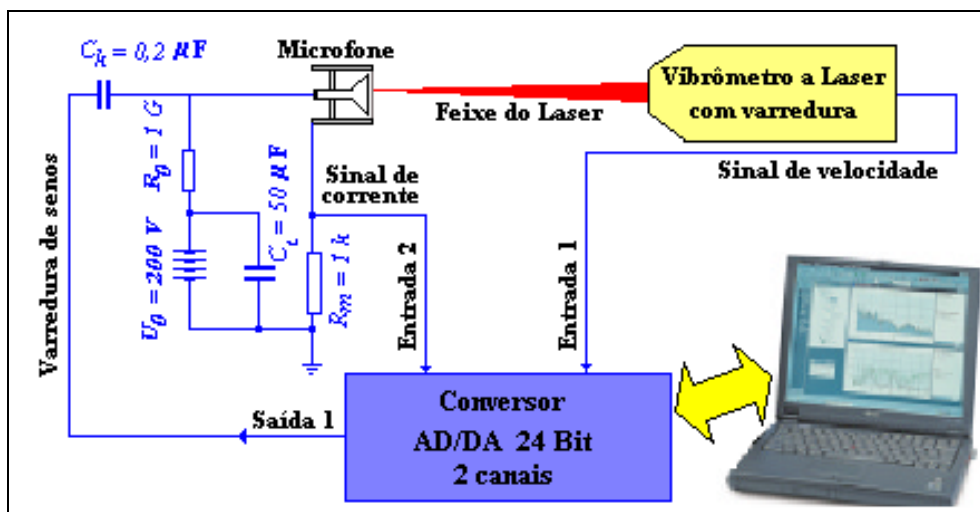 C_k = 0,2 µF
Microfone
Vibrômetro a Laser
com varredura
Feixe do Laser
Sinal de velocidade
Varredura de senos
R_0 = 1 G
U_0 = 200 V
C_t = 50 µF
Sinal de
corrente
R_m = 1 k
Entrada 2
Entrada 1
Saída 1
Conversor
AD/DA 24 Bit
2 canais